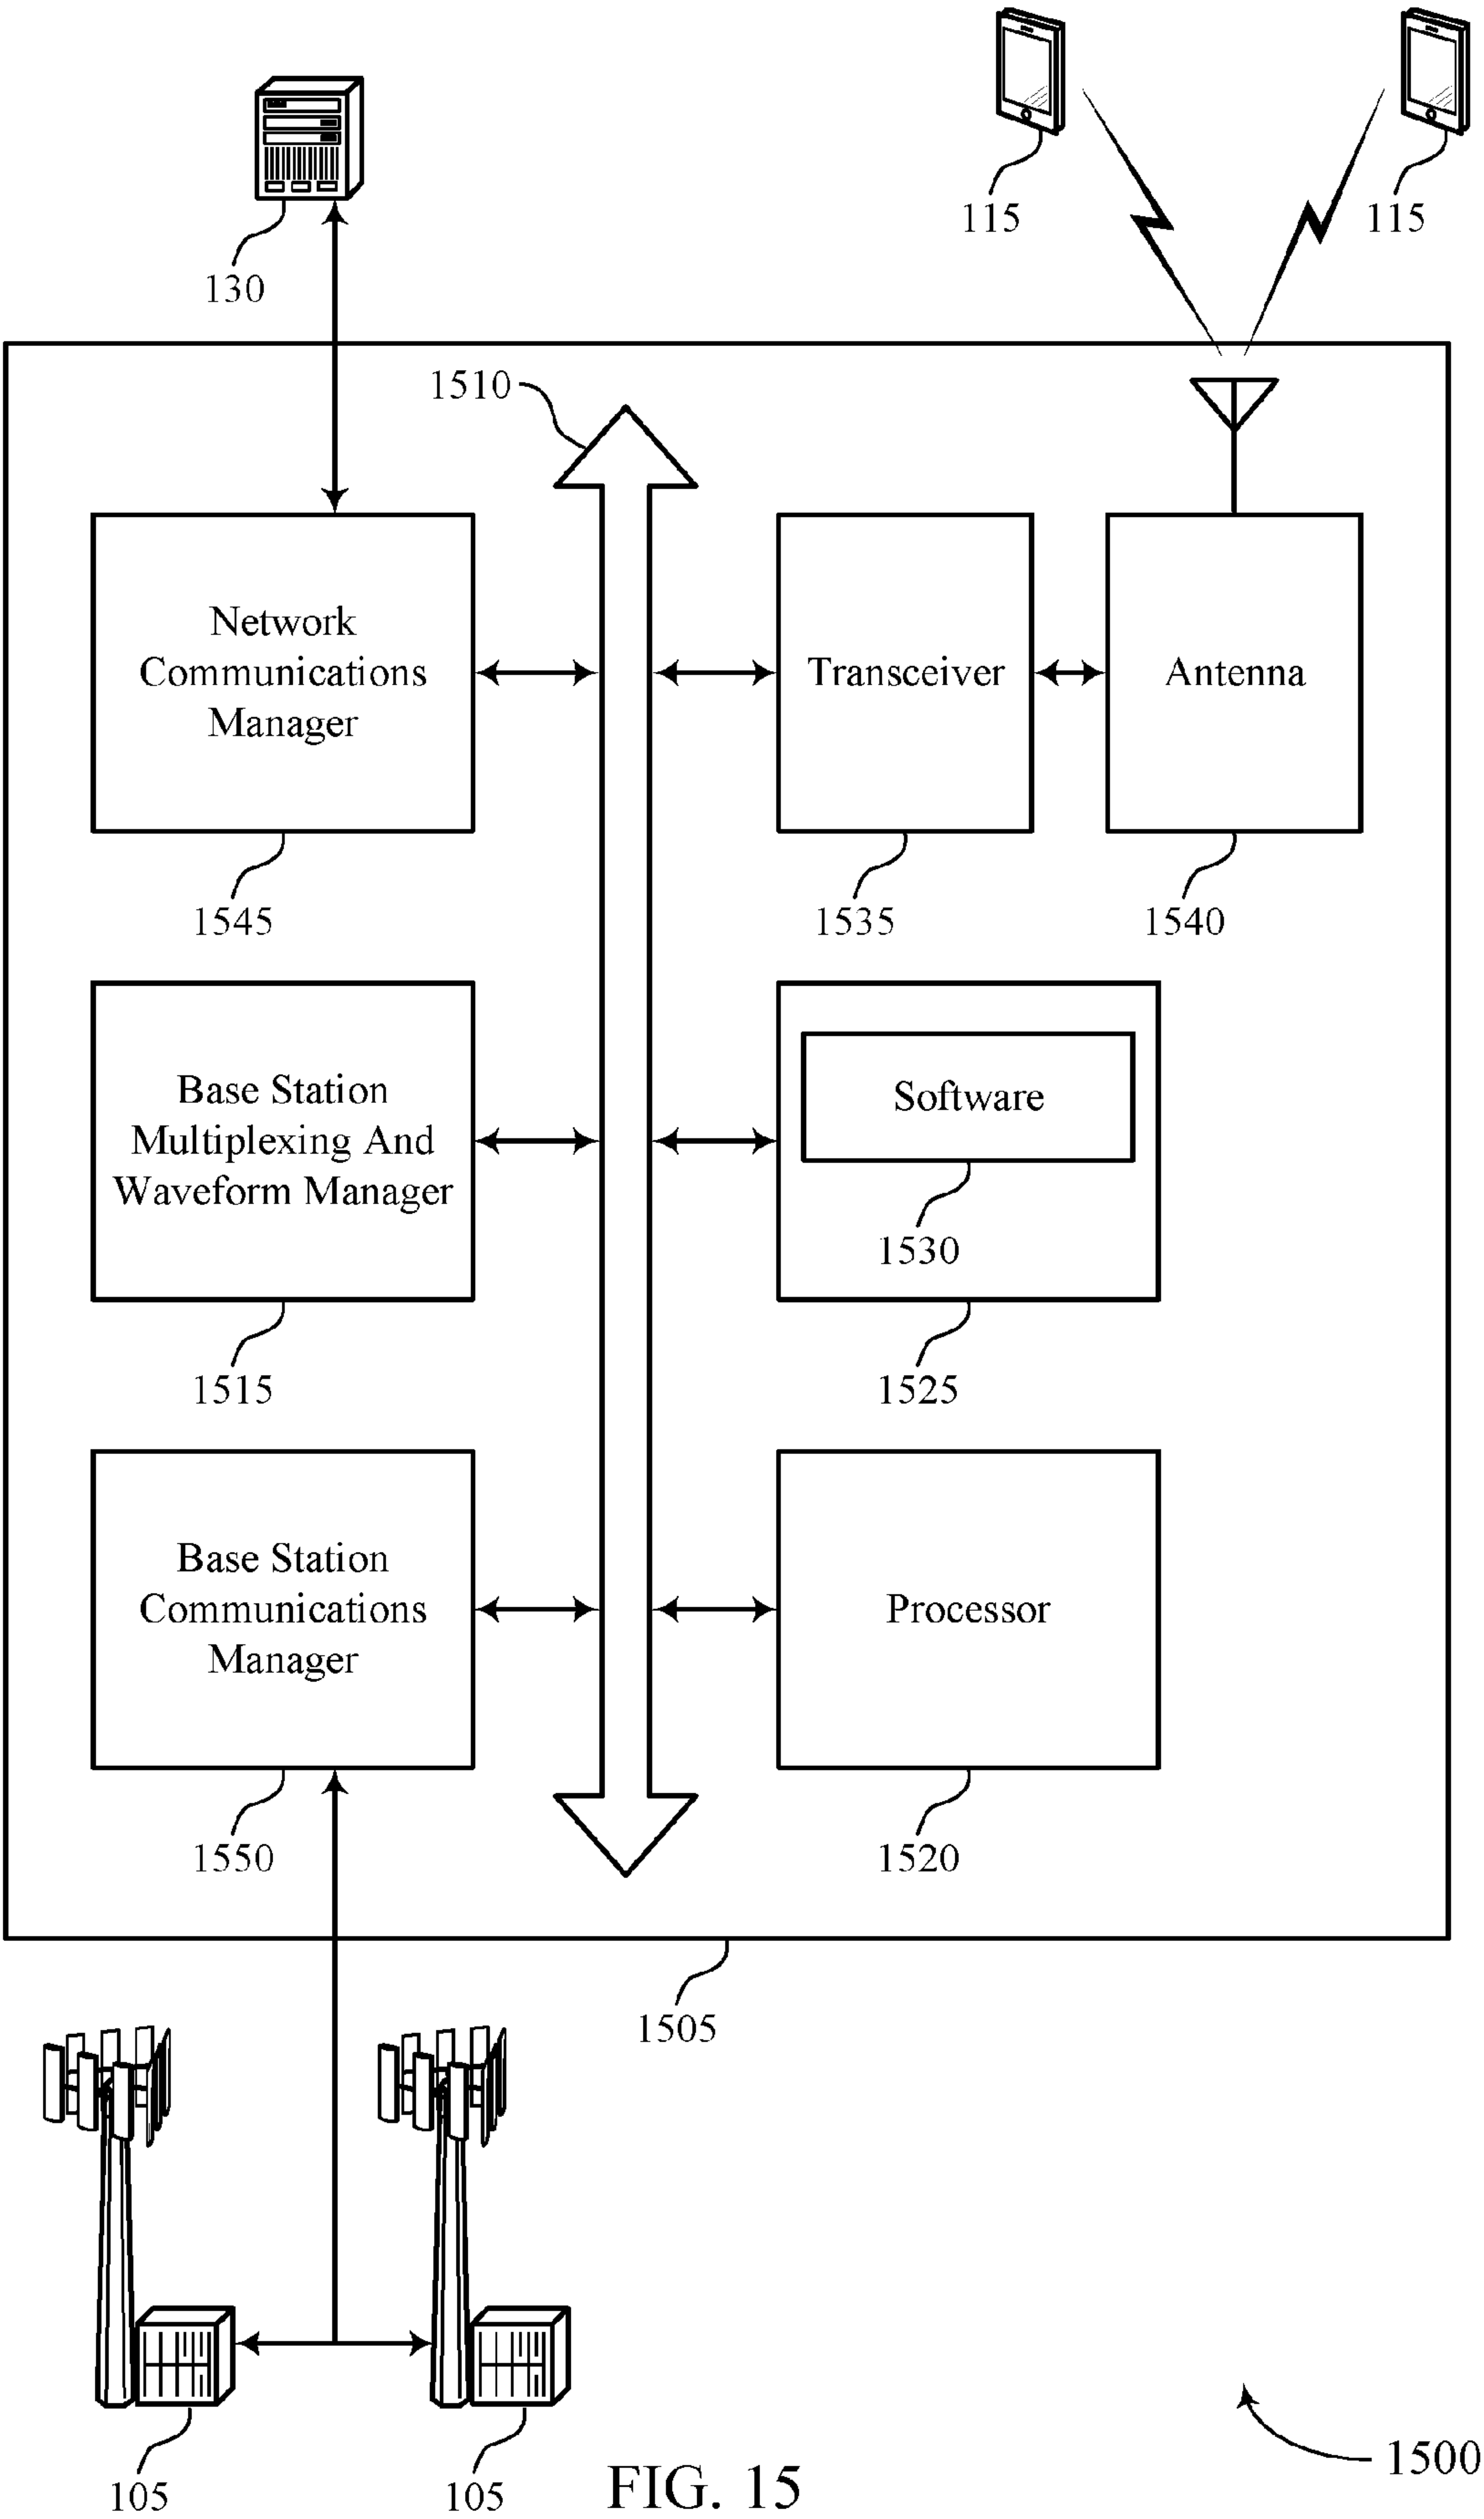 115
115
130
1510
Network
Communications
Manager
Transceiver
Antenna
1545
1535
1540
Base Station
Multiplexing And
Waveform Manager
Software
1530
1515
1525
Base Station
Communications
Manager
Processor
1550
1520
1505
1500
105
105
FIG. 15